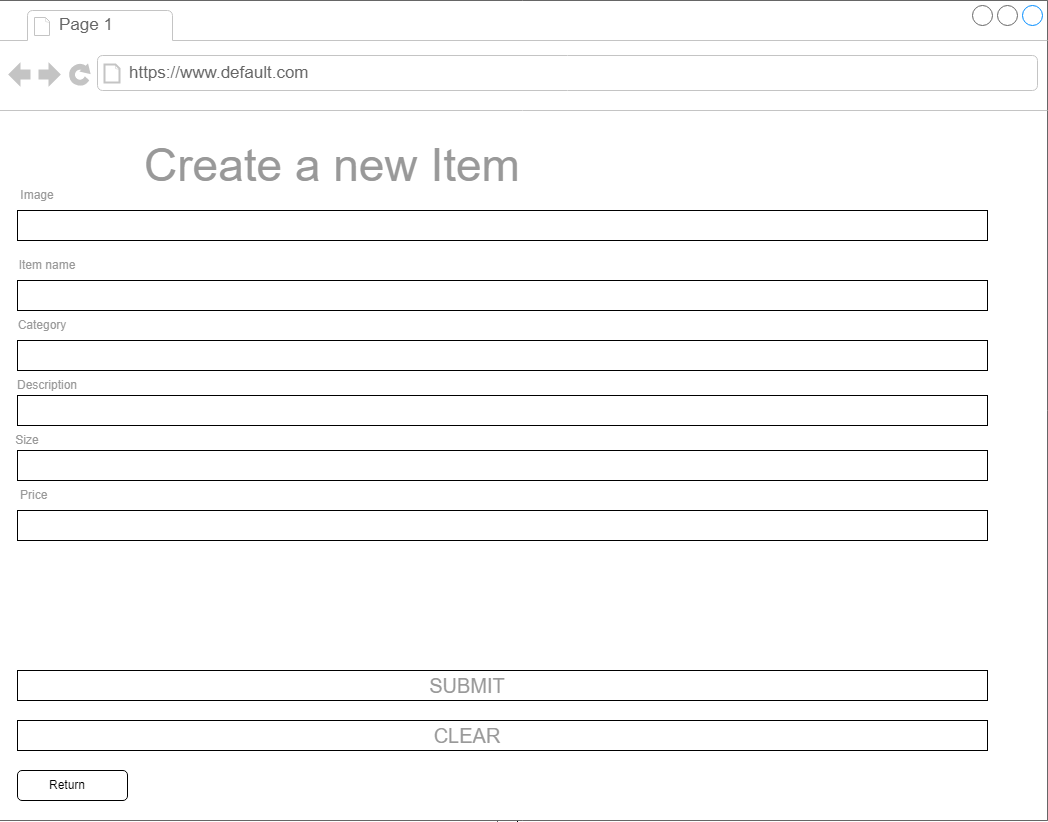 Page 1
https://www.default.com
Create a new Item
Image
Item name
Category
Description
Size
Price
SUBMIT
CLEAR
Return